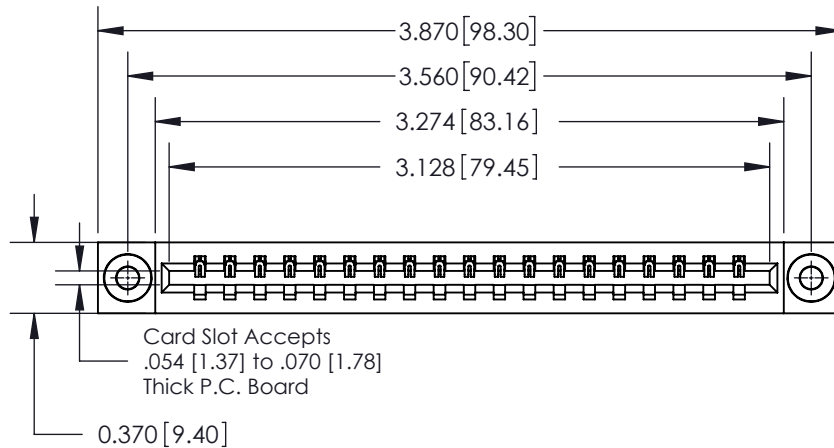 3.870[98.30]
3.560[90.42]
3.274[83.16]
3.128[79.45]
Card Slot Accepts
.054 [1.37] to .070 [1.78]
Thick P.C. Board
0.370[9.40]